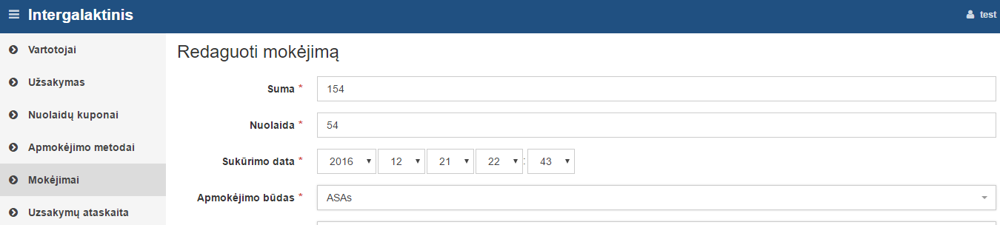 Intergalaktinis
test
Vartotojai
Užsakymas
Nuolaidų kuponai
Apmokėjimo metodai
Mokėjimai
Uzsakymų ataskaita
Redaguoti mokėjimą
Suma * 154
Nuolaida * 54
Sukūrimo data * 2016 12 21 22 : 43
Apmokėjimo būdas * ASAs